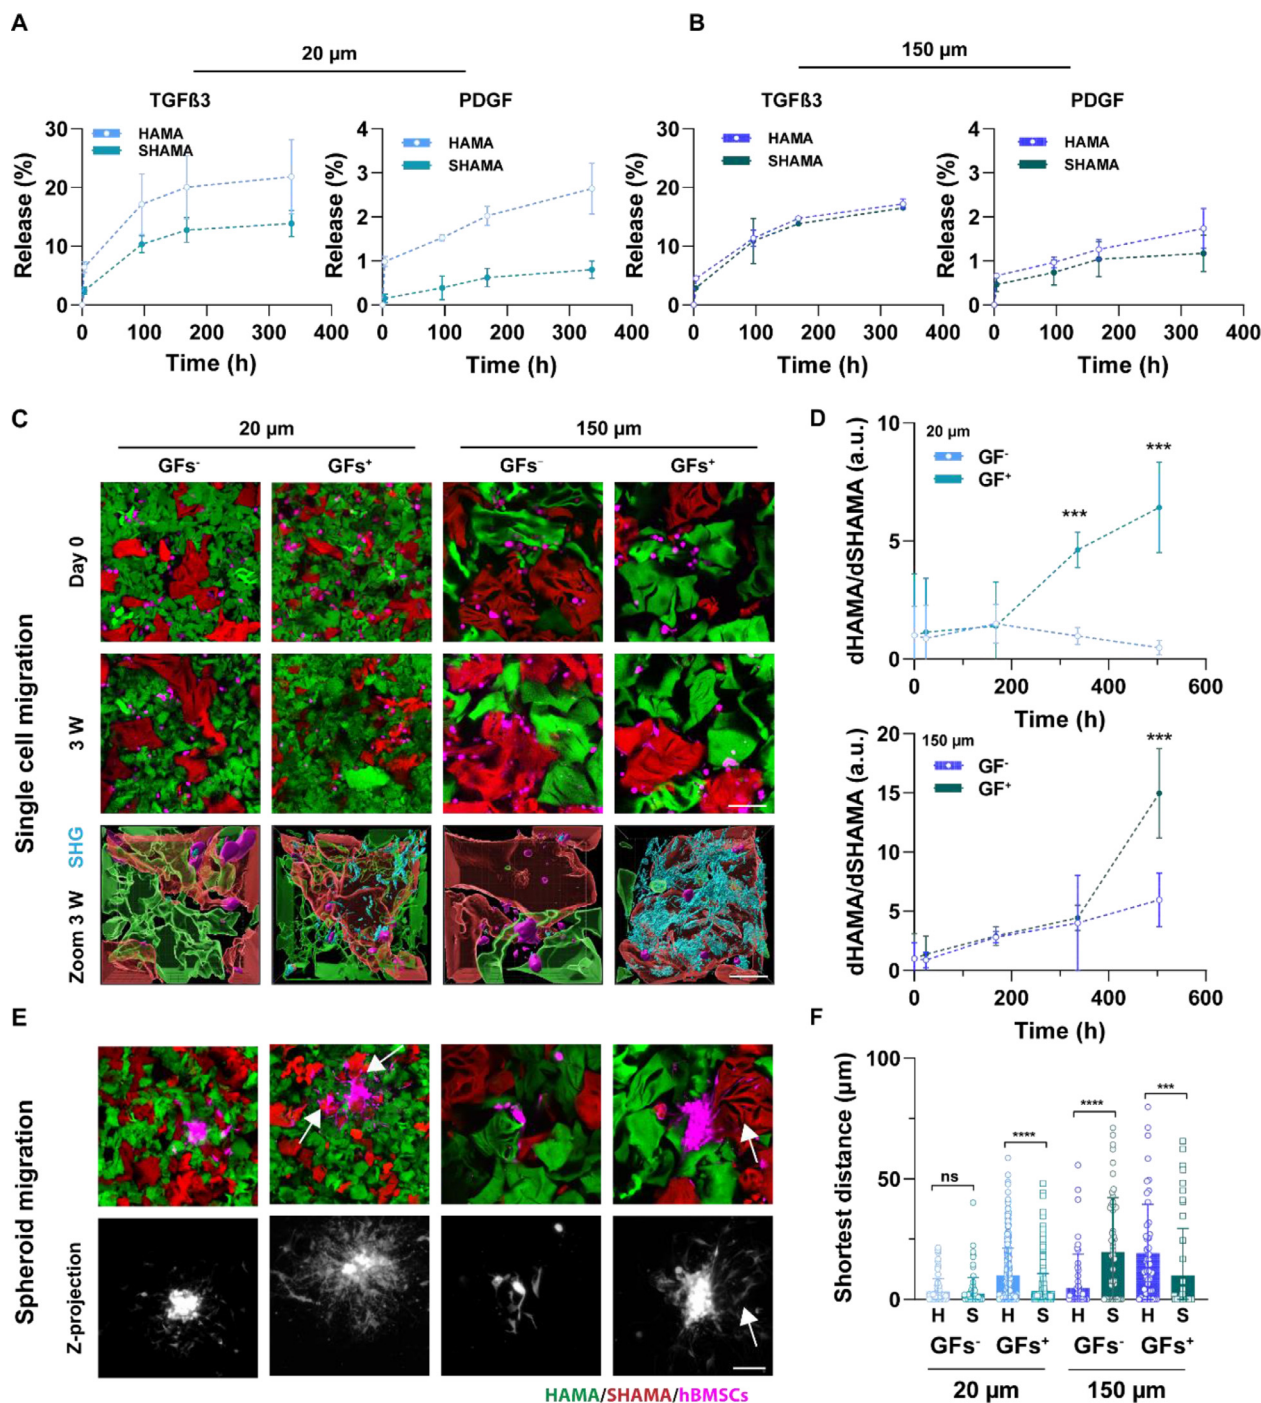 A
B
20 µm
150 µm
TGFß3
PDGF
TGFß3
PDGF
HAMA
SHAMA
HAMA
SHAMA
HAMA
SHAMA
HAMA
SHAMA
Release (%)
30
20
10
0
0 100 200 300 400
Time (h)
Release (%)
4
3
2
1
0
0 100 200 300 400
Time (h)
Release (%)
30
20
10
0
0 100 200 300 400
Time (h)
Release (%)
4
3
2
1
0
0 100 200 300 400
Time (h)
C
20 µm
150 µm
GFs-
GFs+
GFs-
GFs+
Single cell migration
Day 0
3 W
Zoom 3 W SHG
D
dHAMA/dSHAMA (a.u.)
10
5
0
20 µm
GF-
GF+
***
***
0 200 400 600
Time (h)
dHAMA/dSHAMA (a.u.)
20
15
10
5
0
150 µm
GF-
GF+
***
0 200 400 600
Time (h)
E
Spheroid migration
Z-projection
HAMA/SHAMA/hBMSCs
F
Shortest distance (µm)
100
50
0
ns
****
****
***
H S H S H S H S
GFs- GFs+ GFs- GFs+
20 µm 150 µm